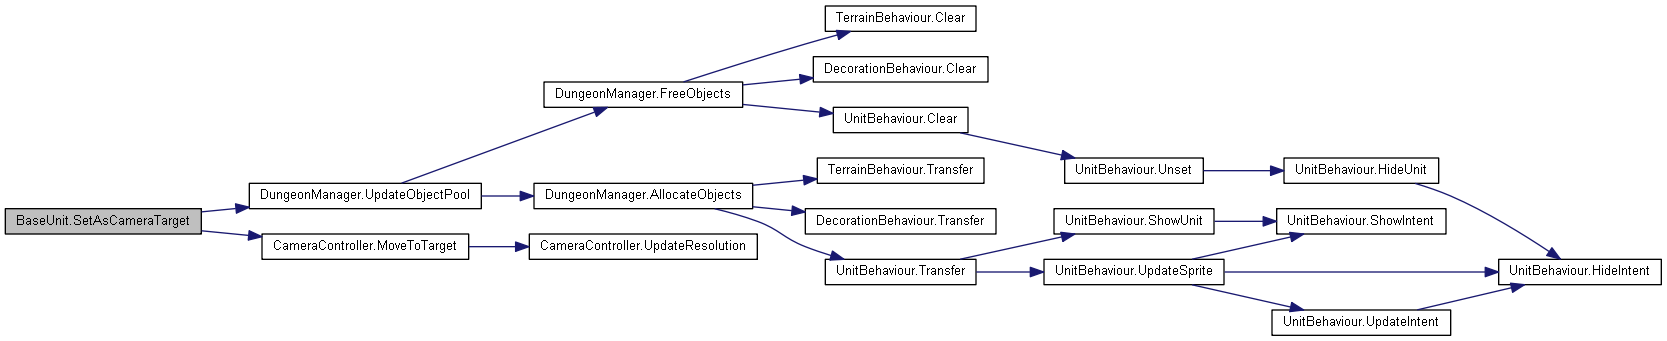 TerrainBehaviour.Clear
DecorationBehaviour.Clear
DungeonManager.FreeObjects
UnitBehaviour.Clear
UnitBehaviour.Unset
UnitBehaviour.HideUnit
TerrainBehaviour.Transfer
DungeonManager.UpdateObjectPool
DungeonManager.AllocateObjects
BaseUnit.SetAsCameraTarget
DecorationBehaviour.Transfer
UnitBehaviour.ShowUnit
UnitBehaviour.ShowIntent
CameraController.MoveToTarget
CameraController.UpdateResolution
UnitBehaviour.Transfer
UnitBehaviour.UpdateSprite
UnitBehaviour.HideIntent
UnitBehaviour.UpdateIntent